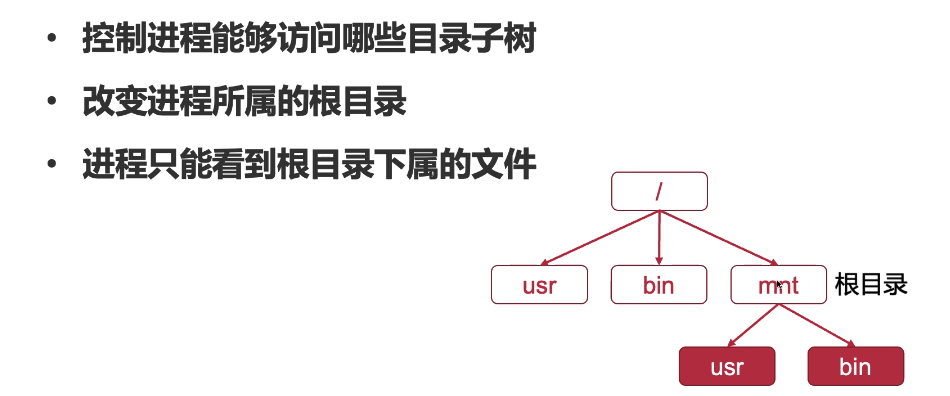 • 控制进程能够访问哪些目录子树
• 改变进程所属的根目录
• 进程只能看到根目录下属的文件
/
usr bin mnt 根目录
usr bin